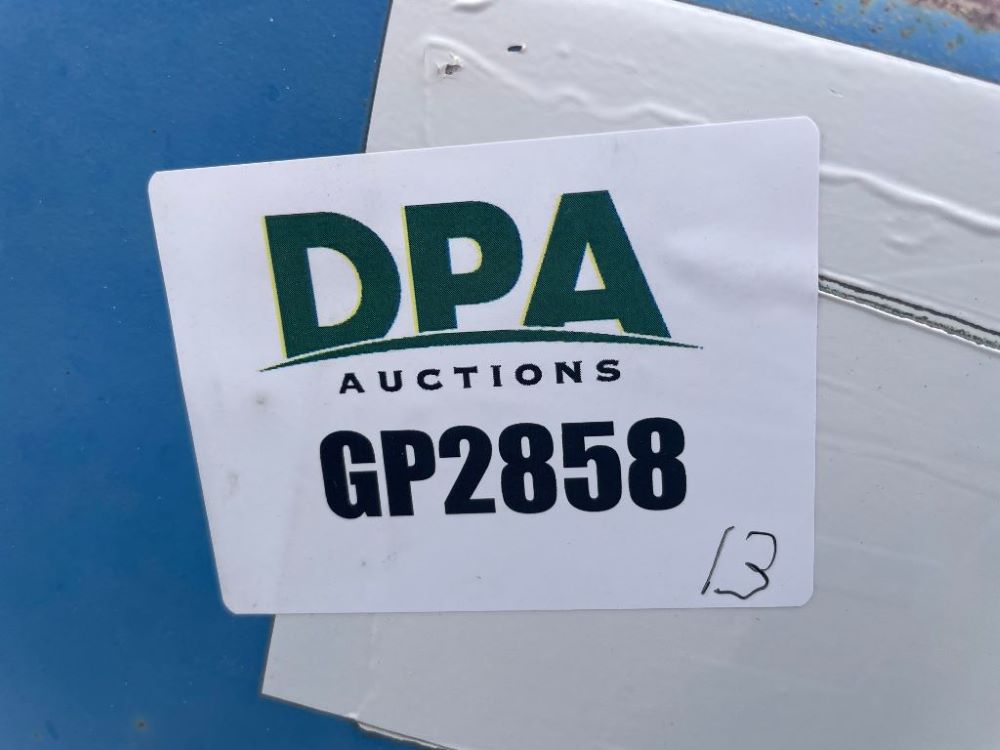 DPA
AUCTIONS
GP2858
13